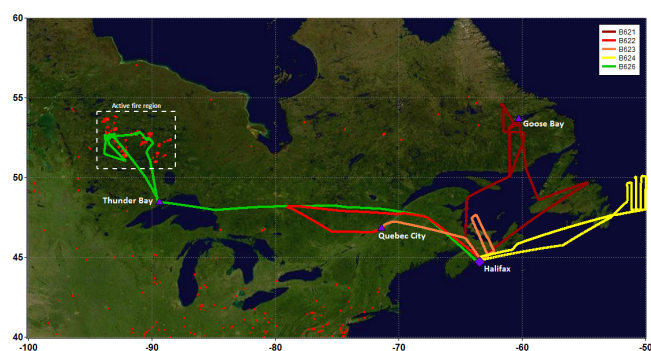 60
55
50
45
40
-100
-90
-80
-70
-60
-50
B621
B622
B623
B624
B626
Active fire region
Goose Bay
Thunder Bay
Quebec City
Halifax